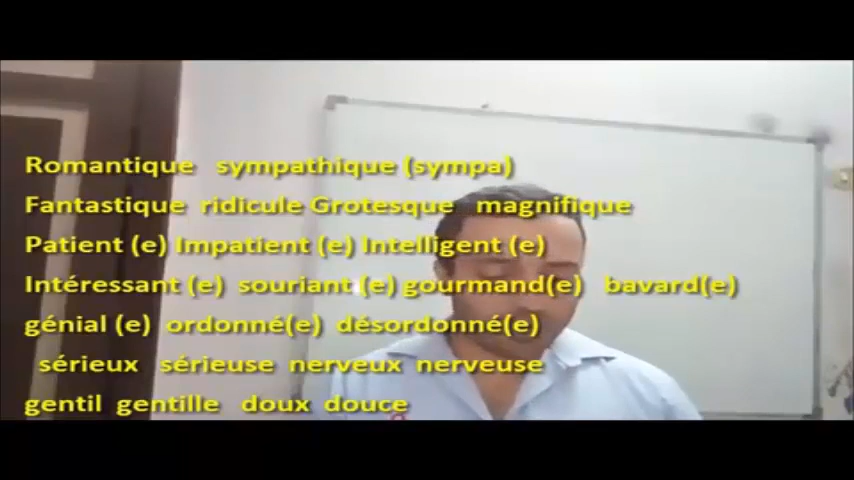 Romantique sympathique (sympa)
Fantastique ridicule Grotesque magnifique
Patient (e) Impatient (e) Intelligent (e)
Intéressant (e) souriant (e) gourmand(e) bavard(e)
génial (e) ordonné(e) désordonné(e)
sérieux sérieuse nerveux nerveuse
gentil gentille doux douce